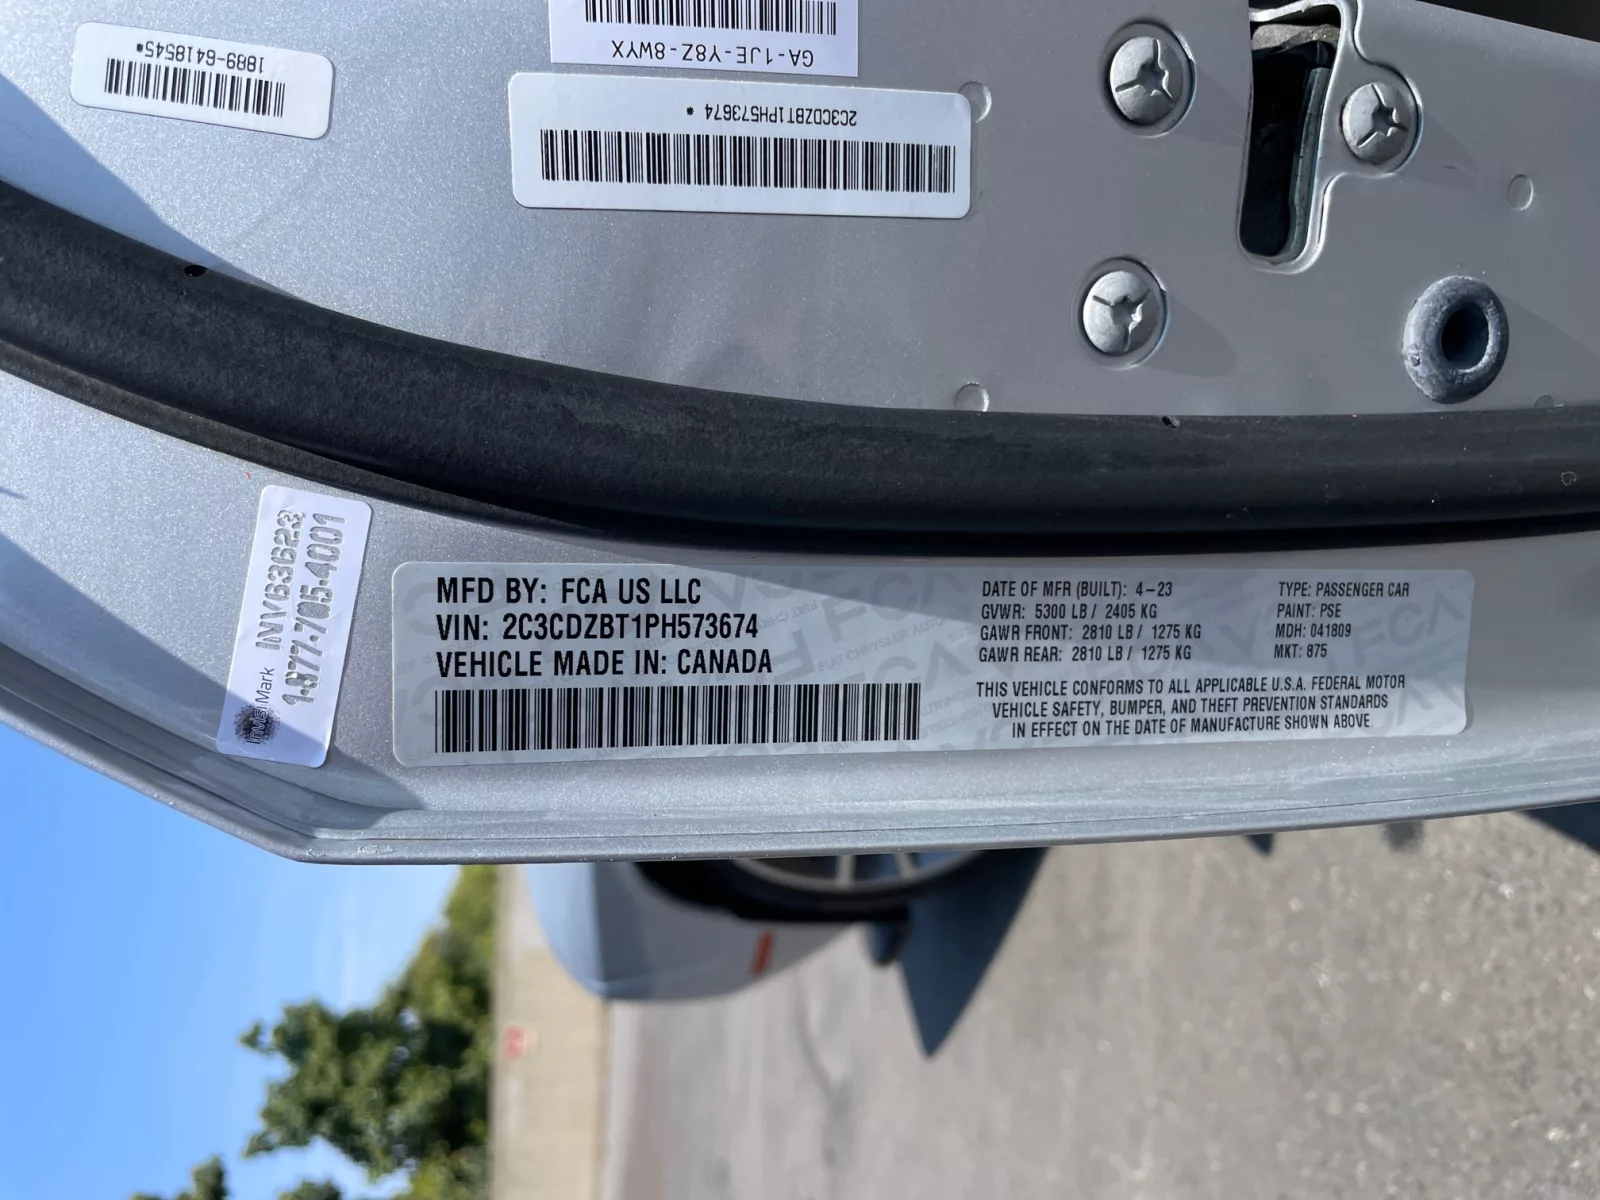 GA-1JE-Y8Z-8WYX
1889-6418545*
2C3CDZBT1PH573674 *
INV63623
1-877-705-4001
InvisiMark
MFD BY: FCA US LLC
VIN: 2C3CDZBT1PH573674
VEHICLE MADE IN: CANADA
DATE OF MFR (BUILT): 4-23
GVWR: 5300 LB / 2405 KG
GAWR FRONT: 2810 LB / 1275 KG
GAWR REAR: 2810 LB / 1275 KG
TYPE: PASSENGER CAR
PAINT: PSE
MDH: 041809
MKT: 875
THIS VEHICLE CONFORMS TO ALL APPLICABLE U.S.A. FEDERAL MOTOR
VEHICLE SAFETY, BUMPER, AND THEFT PREVENTION STANDARDS
IN EFFECT ON THE DATE OF MANUFACTURE SHOWN ABOVE.